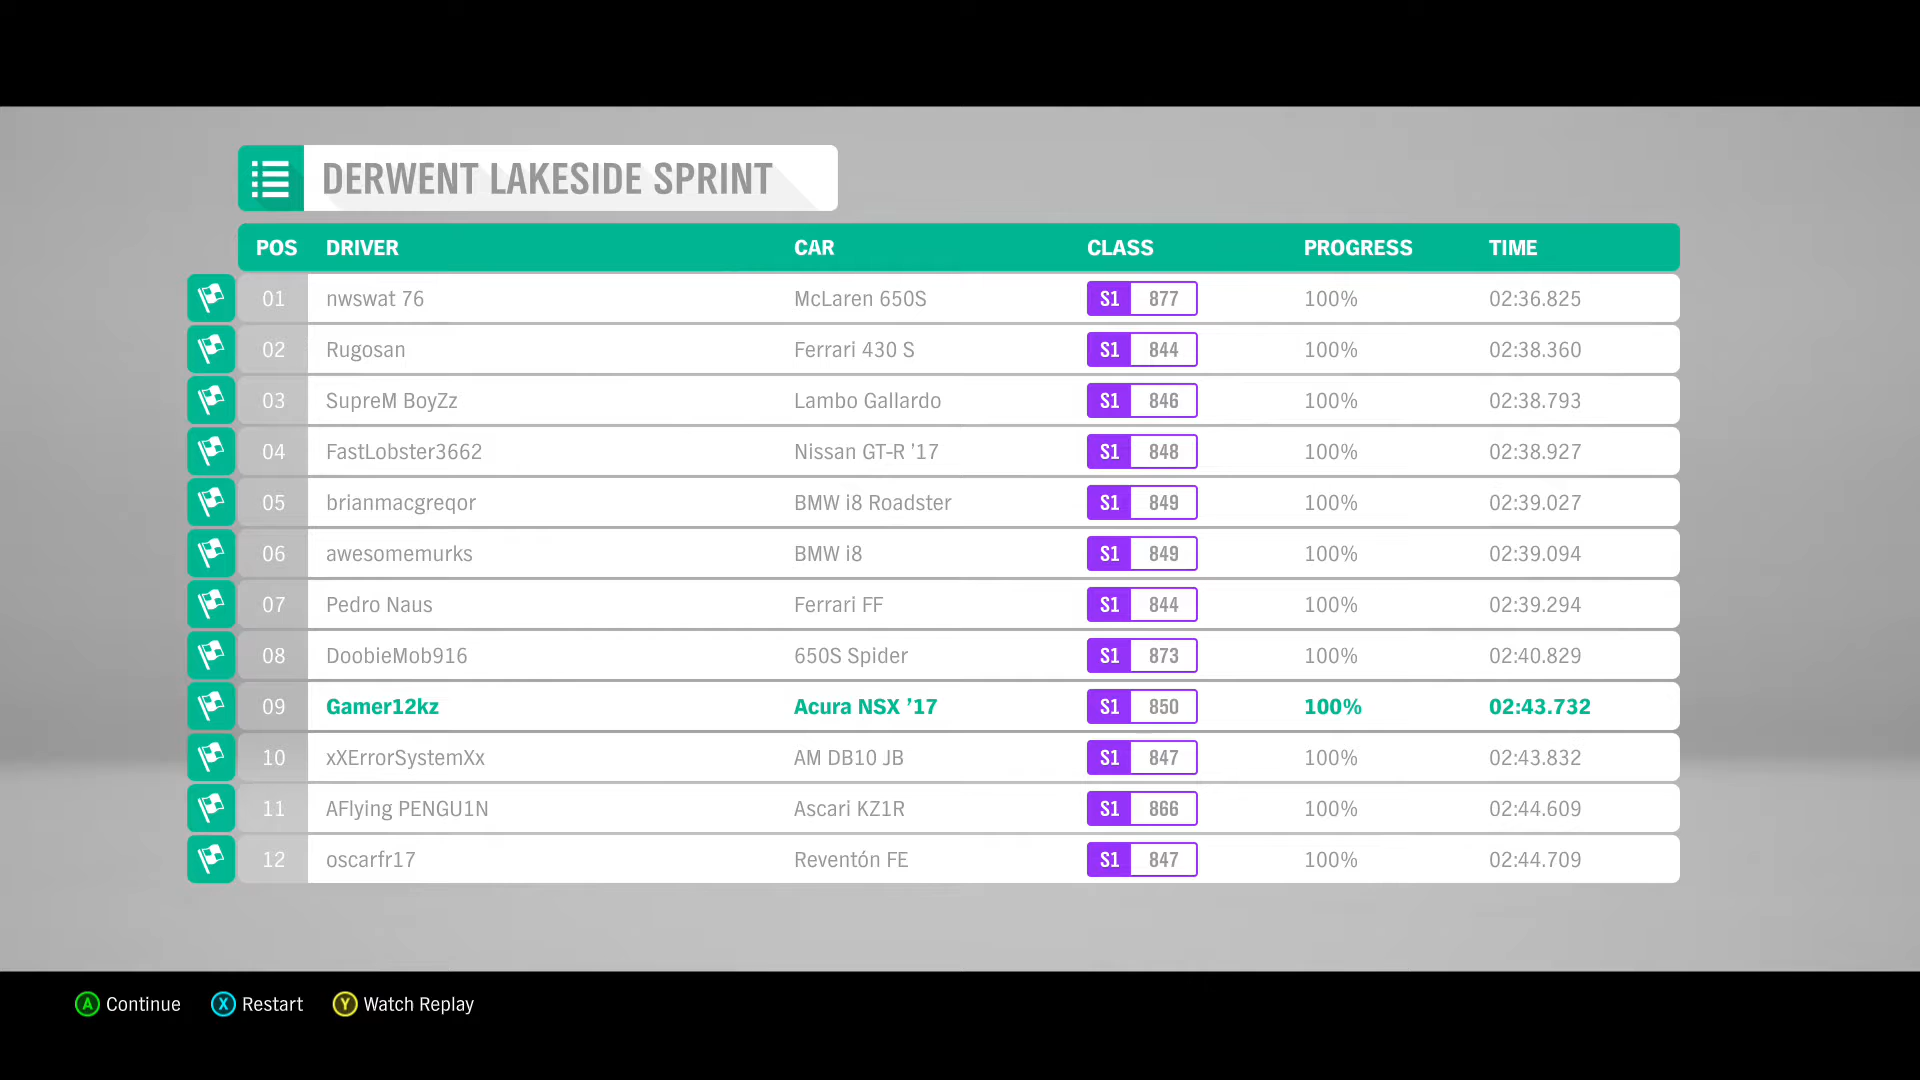 DERWENT LAKESIDE SPRINT
POS DRIVER CAR CLASS PROGRESS TIME
01 nwswat 76 McLaren 650S S1 877 100% 02:36.825
02 Rugosan Ferrari 430 S S1 844 100% 02:38.360
03 SupreM BoyZz Lambo Gallardo S1 846 100% 02:38.793
04 FastLobster3662 Nissan GT-R ’17 S1 848 100% 02:38.927
05 brianmacgreqor BMW i8 Roadster S1 849 100% 02:39.027
06 awesomemurks BMW i8 S1 849 100% 02:39.094
07 Pedro Naus Ferrari FF S1 844 100% 02:39.294
08 DoobieMob916 650S Spider S1 873 100% 02:40.829
09 Gamer12kz Acura NSX ’17 S1 850 100% 02:43.732
10 xXErrorSystemXx AM DB10 JB S1 847 100% 02:43.832
11 AFlying PENGU1N Ascari KZ1R S1 866 100% 02:44.609
12 oscarfr17 Reventón FE S1 847 100% 02:44.709
A Continue X Restart Y Watch Replay